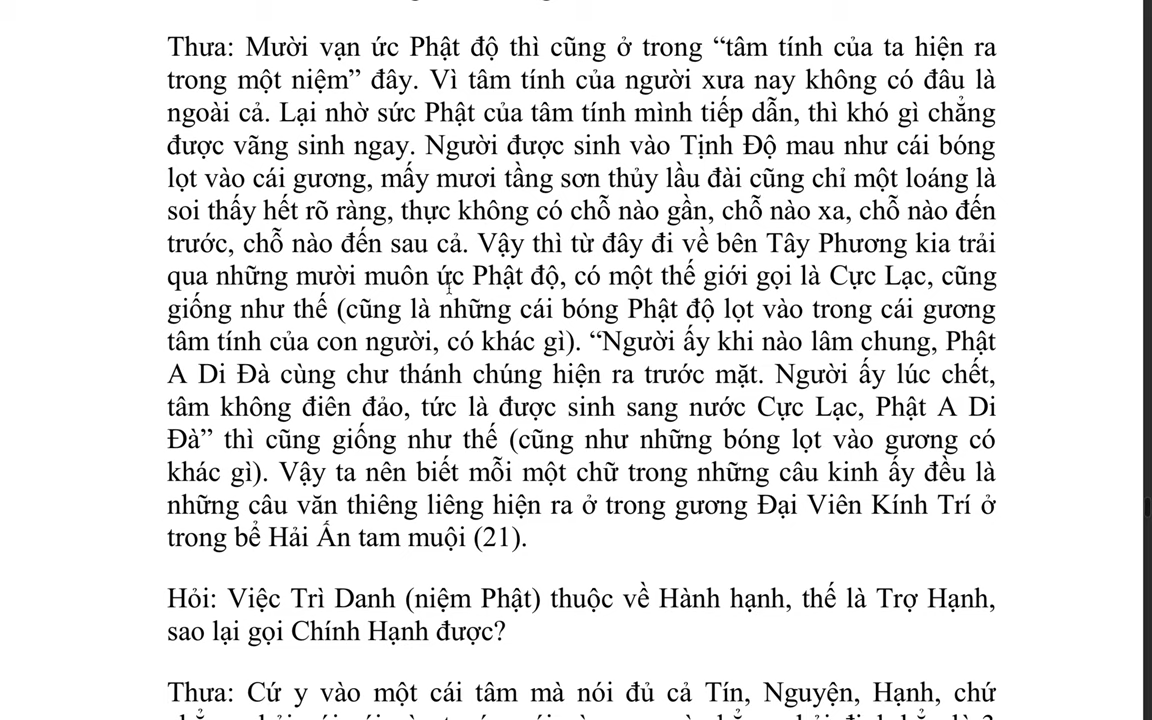 Thưa: Mười vạn ức Phật độ thì cũng ở trong “tâm tính của ta hiện ra
trong một niệm” đây. Vì tâm tính của người xưa nay không có đâu là
ngoài cả. Lại nhờ sức Phật của tâm tính mình tiếp dẫn, thì khó gì chẳng
được vãng sinh ngay. Người được sinh vào Tịnh Độ mau như cái bóng
lọt vào cái gương, mấy mươi tầng sơn thủy lầu đài cũng chỉ một loáng là
soi thấy hết rõ ràng, thực không có chỗ nào gần, chỗ nào xa, chỗ nào đến
trước, chỗ nào đến sau cả. Vậy thì từ đây đi về bên Tây Phương kia trải
qua những mười muôn ức Phật độ, có một thế giới gọi là Cực Lạc, cũng
giống như thế (cũng là những cái bóng Phật độ lọt vào trong cái gương
tâm tính của con người, có khác gì). “Người ấy khi nào lâm chung, Phật
A Di Đà cùng chư thánh chúng hiện ra trước mặt. Người ấy lúc chết,
tâm không điên đảo, tức là được sinh sang nước Cực Lạc, Phật A Di
Đà” thì cũng giống như thế (cũng như những bóng lọt vào gương có
khác gì). Vậy ta nên biết mỗi một chữ trong những câu kinh ấy đều là
những câu văn thiêng liêng hiện ra ở trong gương Đại Viên Kính Trí ở
trong bể Hải Ấn tam muội (21).
Hỏi: Việc Trì Danh (niệm Phật) thuộc về Hành hạnh, thế là Trợ Hạnh,
sao lại gọi Chính Hạnh được?
Thưa: Cứ y vào một cái tâm mà nói đủ cả Tín, Nguyện, Hạnh, chứ